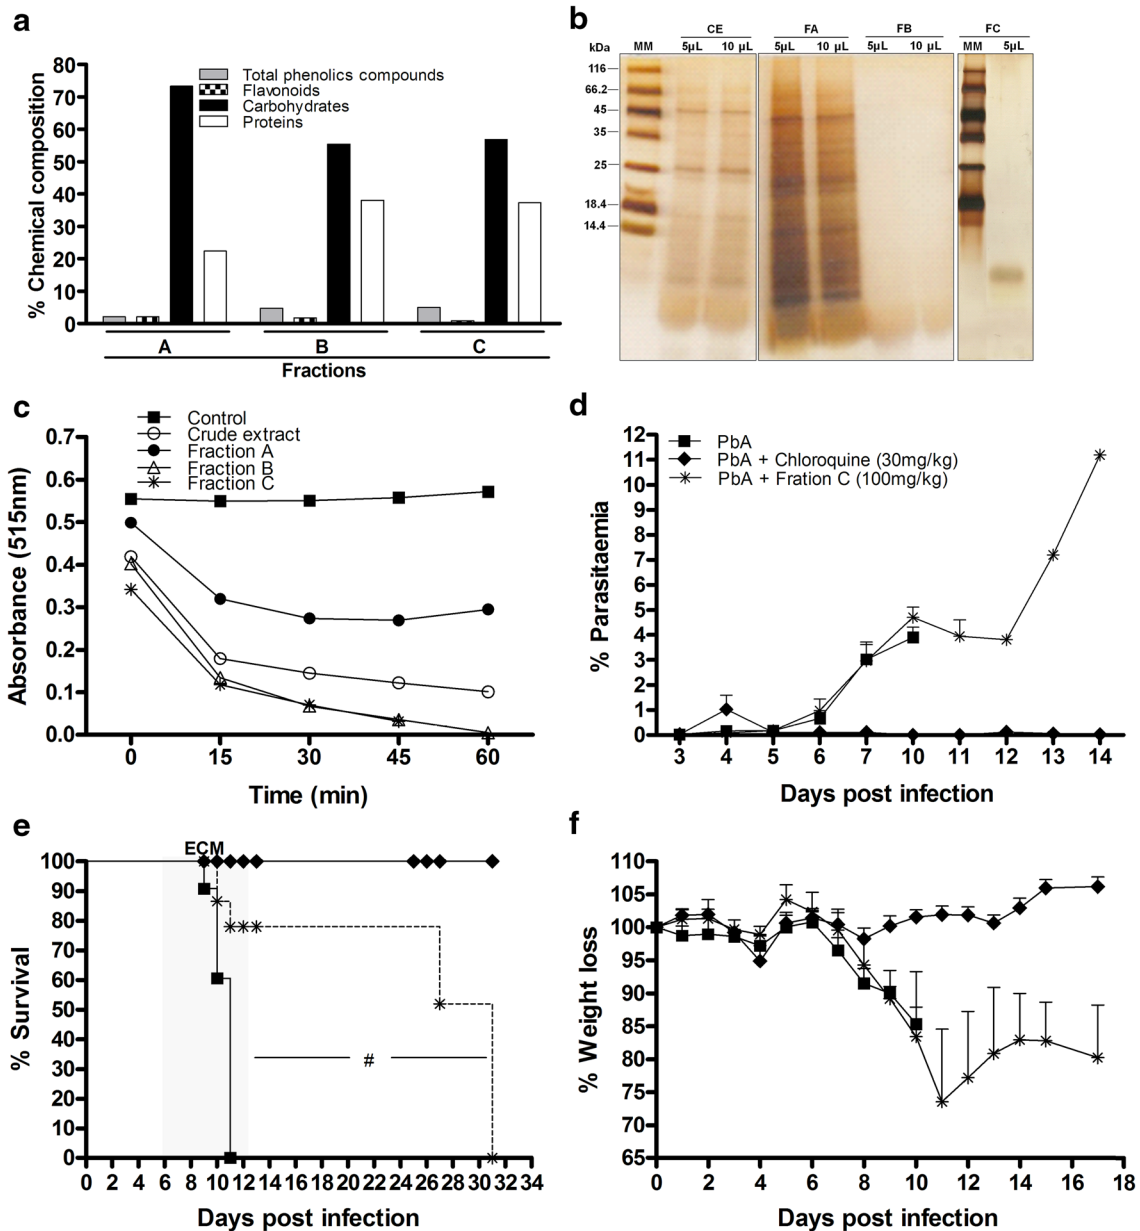 a
% Chemical composition
80
70
60
50
40
30
20
10
0
Total phenolics compounds
Flavonoids
Carbohydrates
Proteins
A B C
Fractions
b
CE FA FB FC
kDa MM 5µL 10 µL 5µL 10 µL 5µL 10 µL MM 5µL
116
66.2
45
35
25
18.4
14.4
c
Control
Crude extract
Fraction A
Fraction B
Fraction C
Absorbance (515nm)
0.7
0.6
0.5
0.4
0.3
0.2
0.1
0.0
0 15 30 45 60
Time (min)
d
PbA
PbA + Chloroquine (30mg/kg)
PbA + Fration C (100mg/kg)
% Parasitaemia
12
11
10
9
8
7
6
5
4
3
2
1
0
3 4 5 6 7 10 11 12 13 14
Days post infection
e
ECM
% Survival
100
90
80
70
60
50
40
30
20
10
0
#
0 2 4 6 8 10 12 14 16 18 20 22 24 26 28 30 32 34
Days post infection
f
% Weight loss
110
105
100
95
90
85
80
75
70
65
0 2 4 6 8 10 12 14 16 18
Days post infection